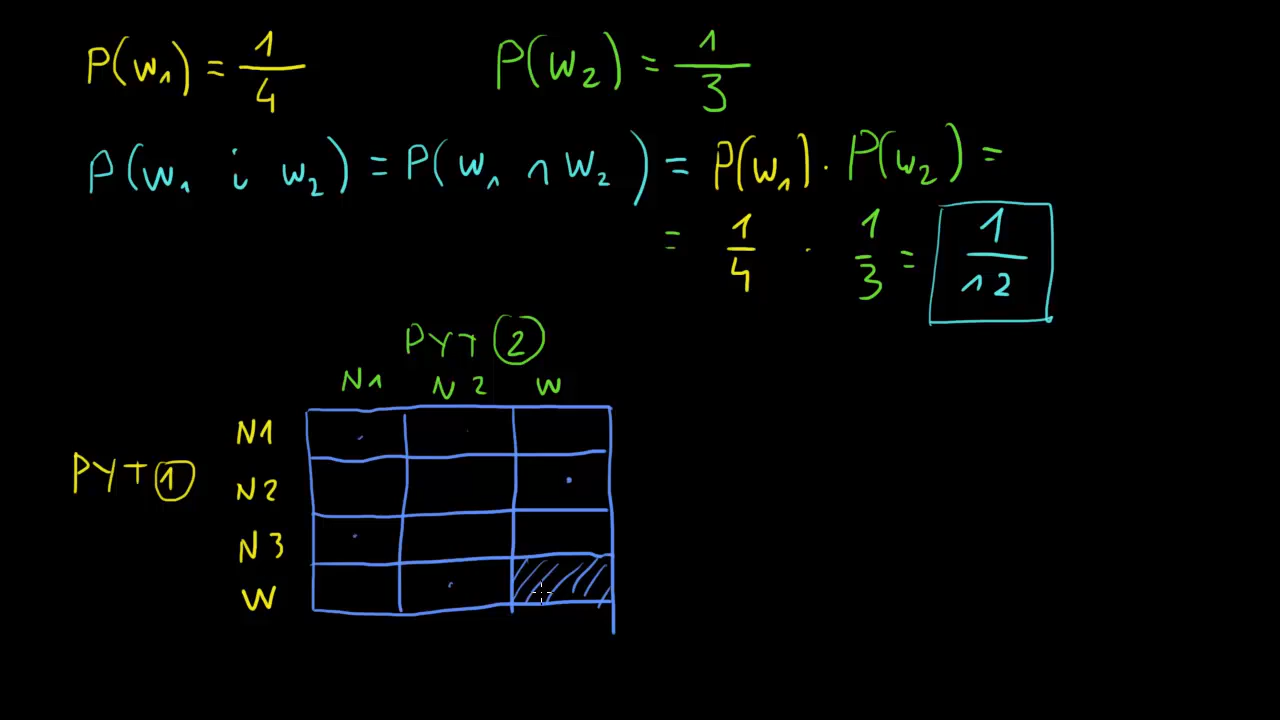 P(W₁) = 1/4 P(W₂) = 1/3
P(W₁ i W₂) = P(W₁ ∩ W₂) = P(W₁) · P(W₂) =
= 1/4 · 1/3 = 1/12
PYT 2
N1 N2 W
N1
PYT 1
N2
N3
W